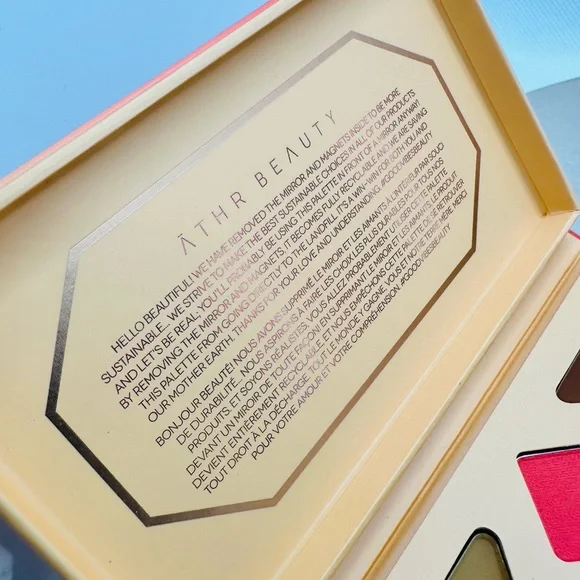 ĀTHR BEAUTY
HELLO BEAUTIFUL! WE HAVE REMOVED THE MIRROR AND MAGNETS INSIDE TO BE MORE
SUSTAINABLE. WE STRIVE TO MAKE THE BEST SUSTAINABLE CHOICES IN ALL OF OUR PRODUCTS
AND LET'S BE REAL, YOU'LL PROBABLY BE USING THIS PALETTE IN FRONT OF A MIRROR ANYWAY!
BY REMOVING THE MIRROR AND MAGNETS, IT BECOMES FULLY RECYCLABLE AND WE ARE SAVING
THIS PALETTE FROM GOING DIRECTLY TO THE LANDFILL. IT'S A WIN-WIN FOR BOTH YOU AND
OUR MOTHER EARTH. THANKS FOR YOUR LOVE AND UNDERSTANDING. #GOODVIBESBEAUTY
BONJOUR BEAUTÉ! NOUS AVONS SUPPRIMÉ LE MIROIR ET LES AIMANTS À L'INTÉRIEUR PAR SOUCI
DE DURABILITÉ. NOUS ASPIRONS À FAIRE LES CHOIX LES PLUS DURABLES POUR TOUS NOS
PRODUITS. ET SOYONS RÉALISTES, VOUS ALLEZ PROBABLEMENT UTILISER CETTE PALETTE
DEVANT UN MIROIR DE TOUTE FAÇON! EN SUPPRIMANT LE MIROIR ET LES AIMANTS, LE PRODUIT
DEVIENT ENTIÈREMENT RECYCLABLE, ET NOUS EMPÊCHONS CETTE PALETTE DE SE RETROUVER
TOUT DROIT À LA DÉCHARGE. TOUT LE MONDE Y GAGNE, VOUS ET NOTRE TERRE MÈRE. MERCI
POUR VOTRE AMOUR ET VOTRE COMPRÉHENSION. #GOODVIBESBEAUTY